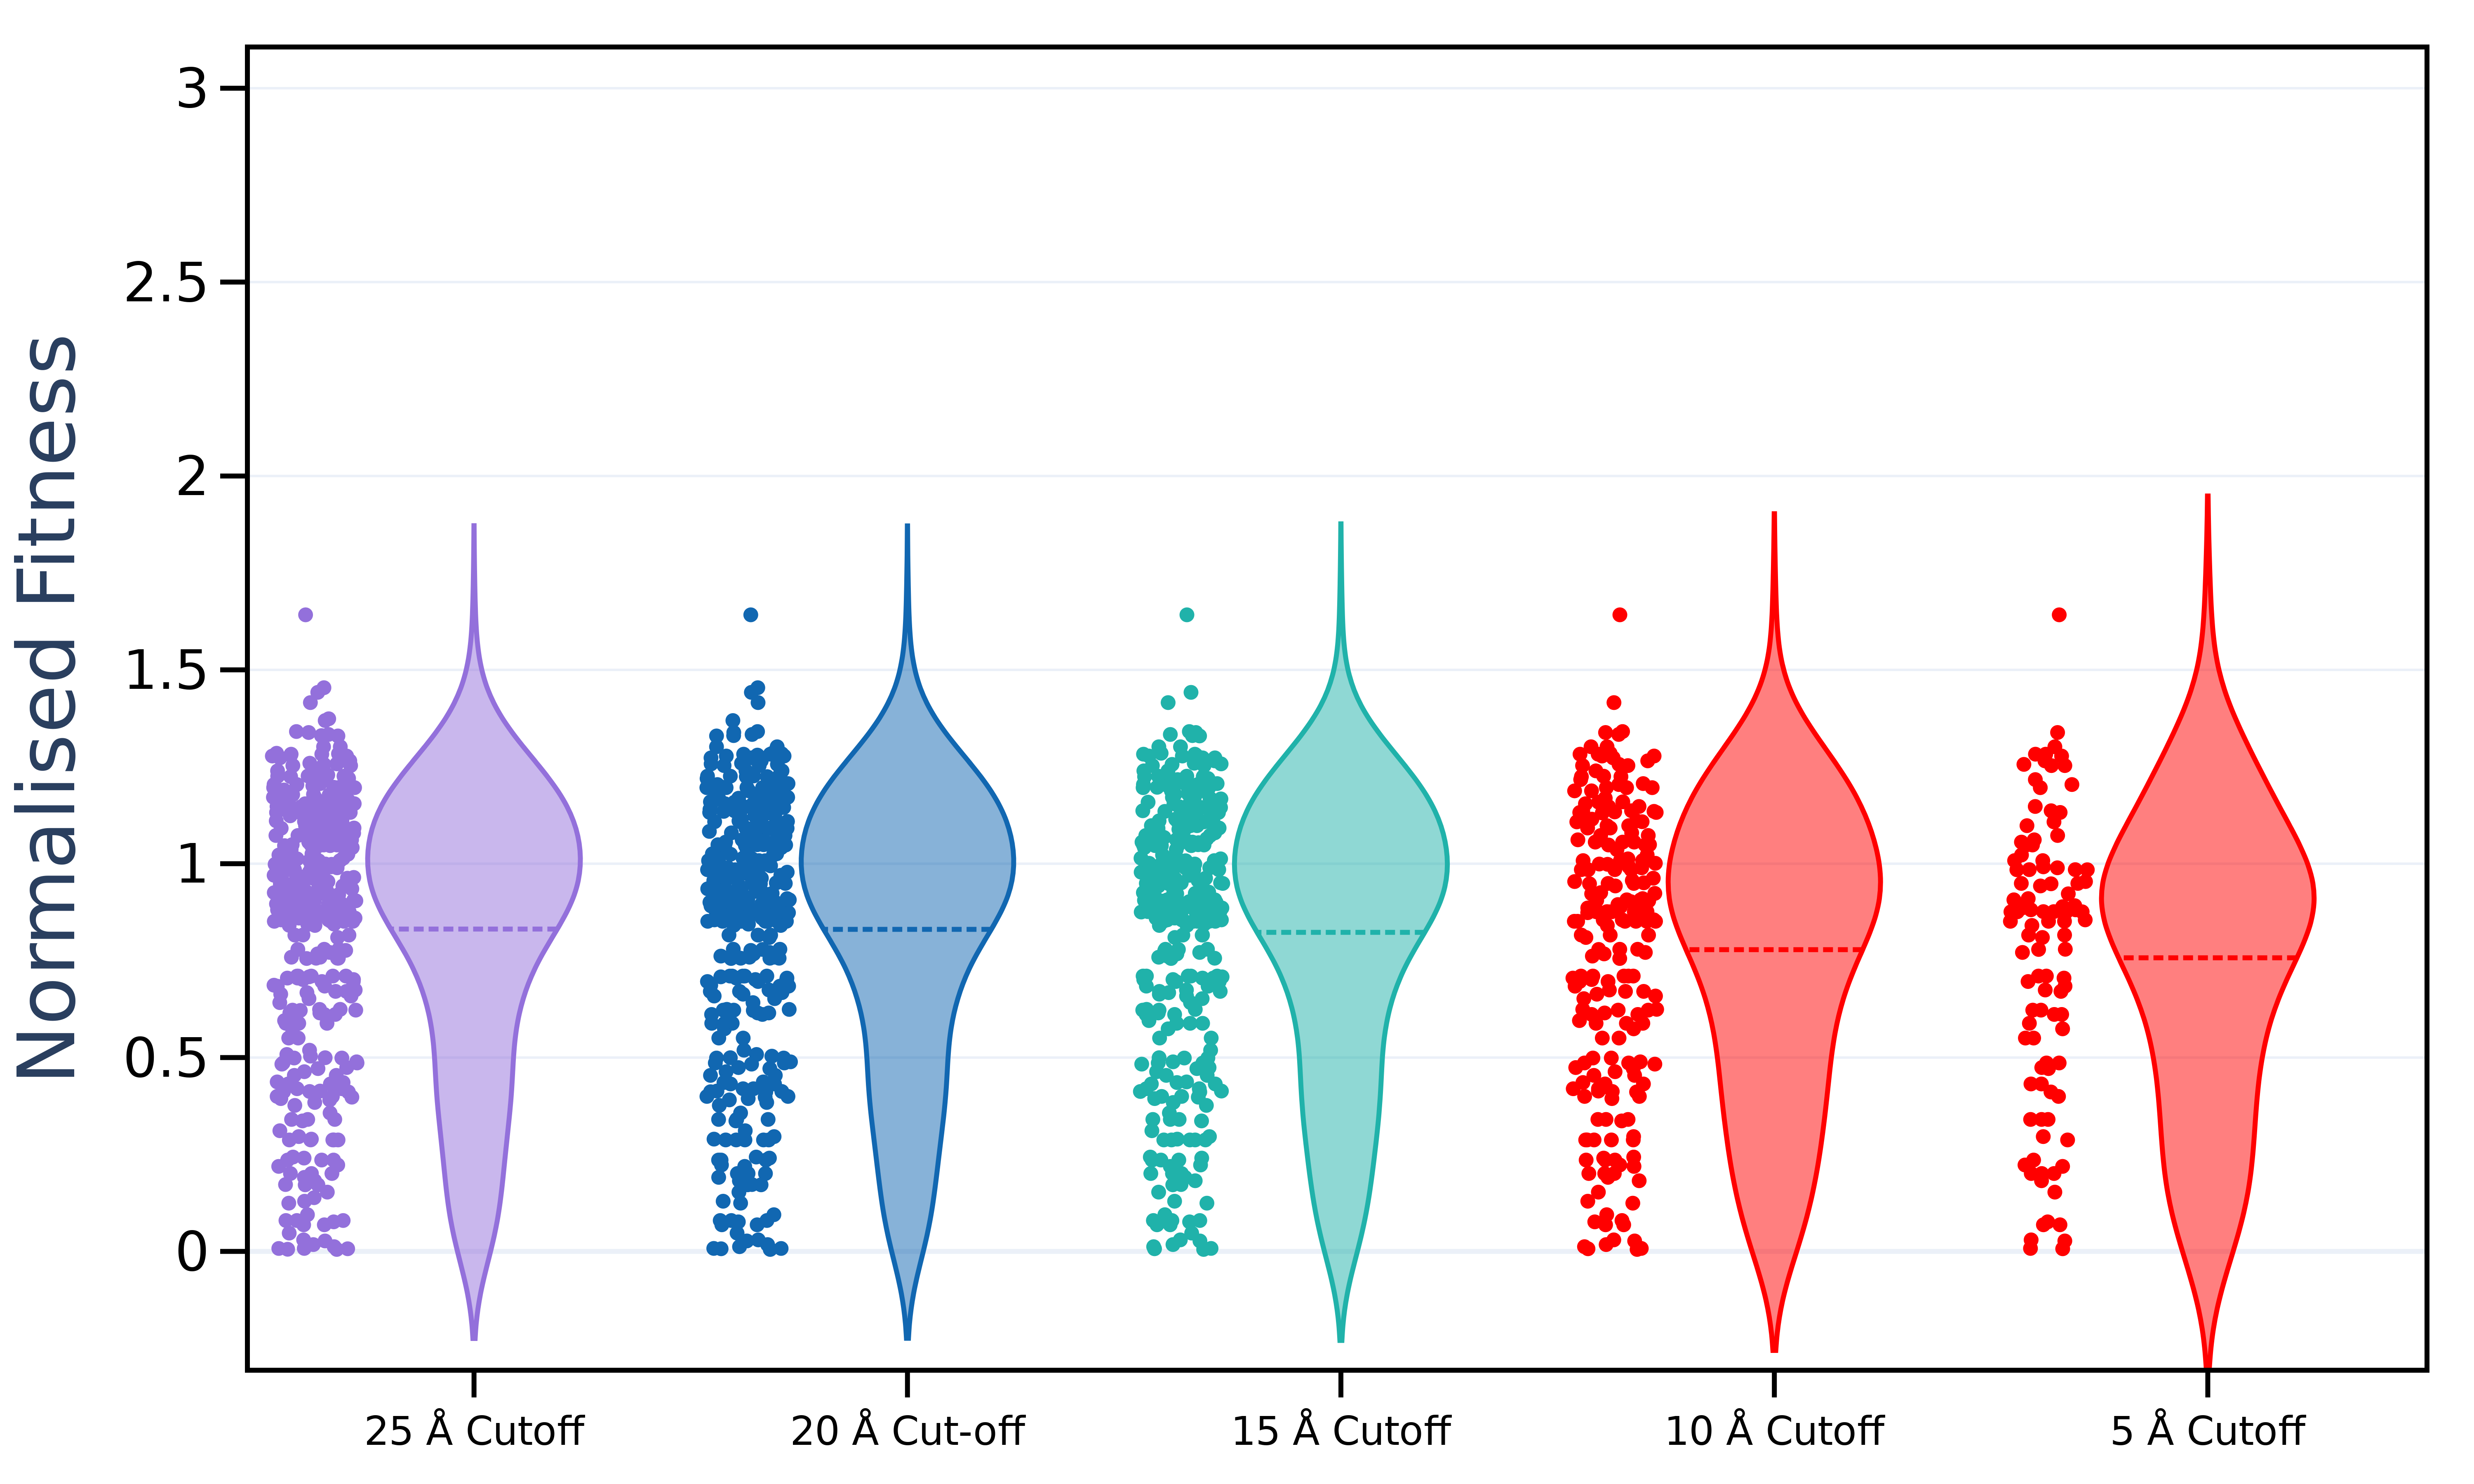 Normalised Fitness
3
2.5
2
1.5
1
0.5
0
25 Å Cutoff
20 Å Cut-off
15 Å Cutoff
10 Å Cutoff
5 Å Cutoff